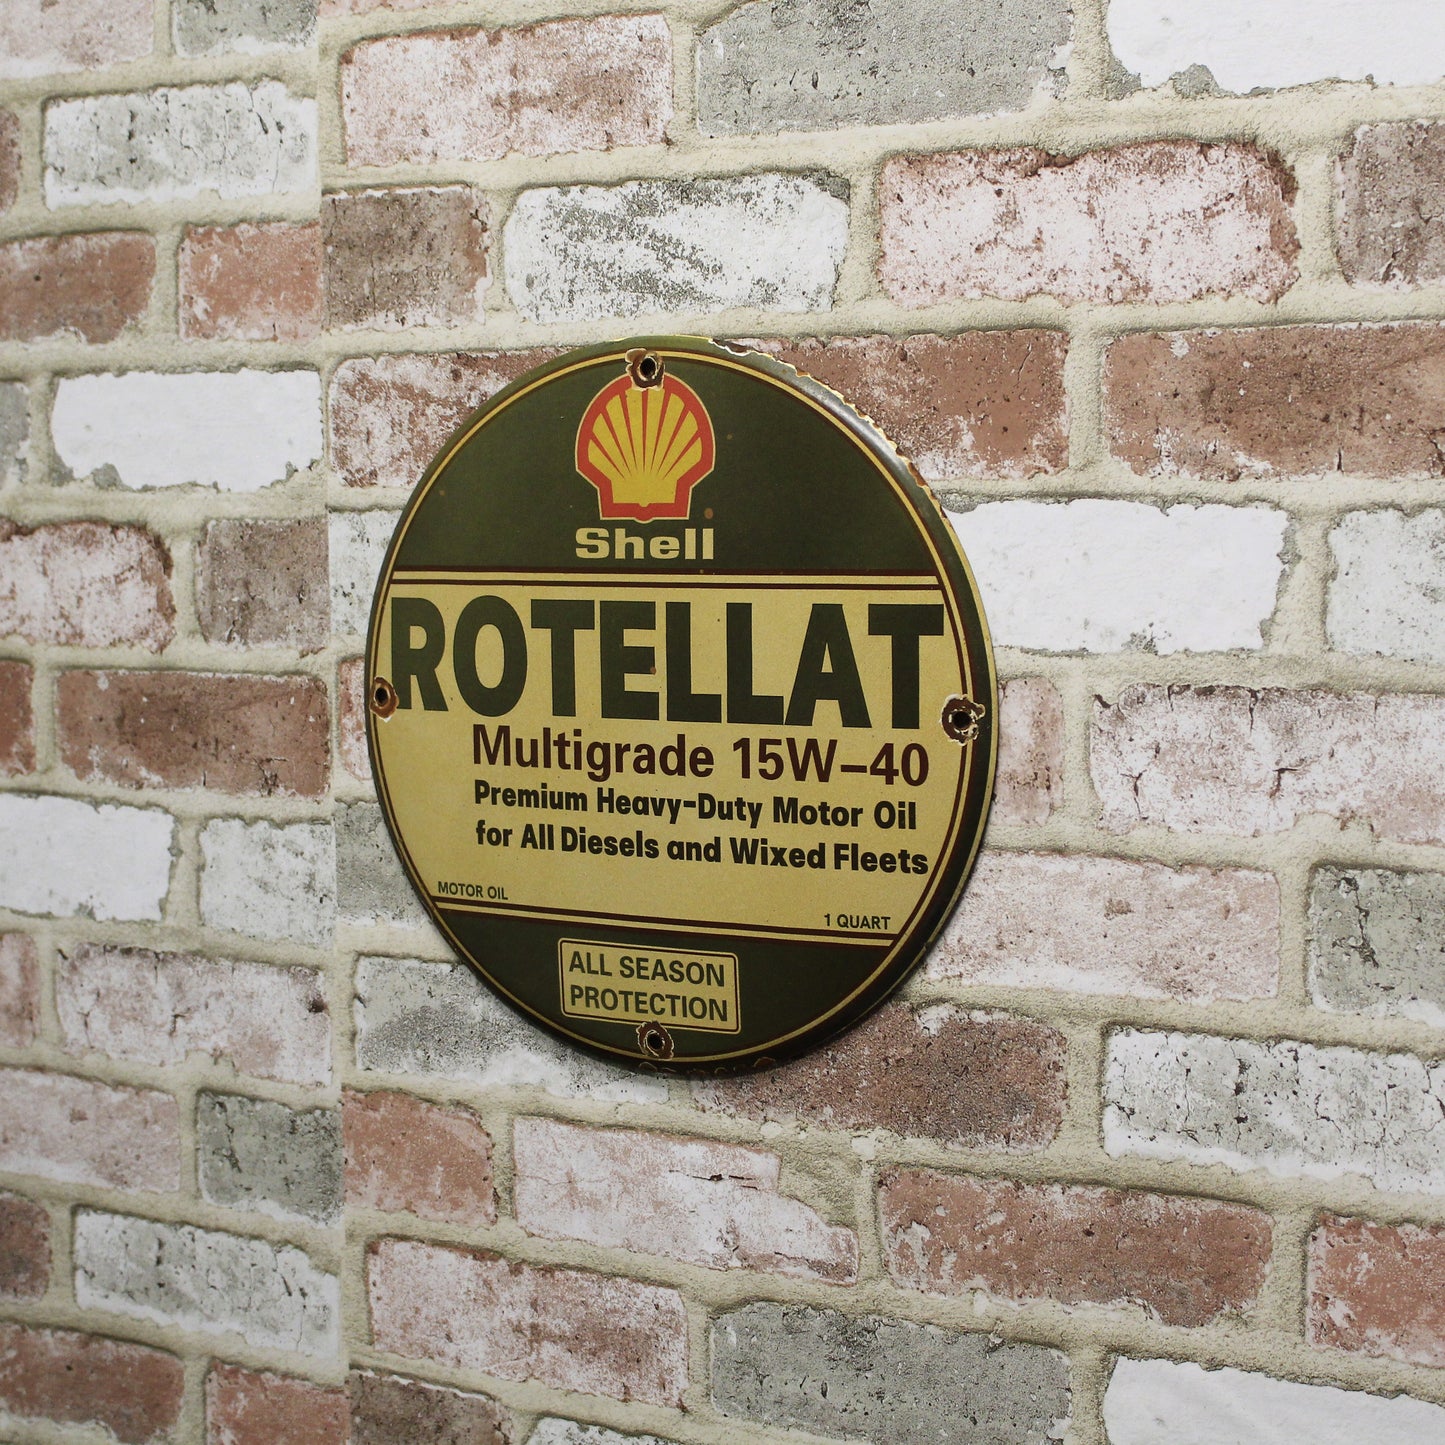 Shell
ROTELLAT
Multigrade 15W-40
Premium Heavy-Duty Motor Oil
for All Diesels and Wixed Fleets
MOTOR OIL
1 QUART
ALL SEASON
PROTECTION